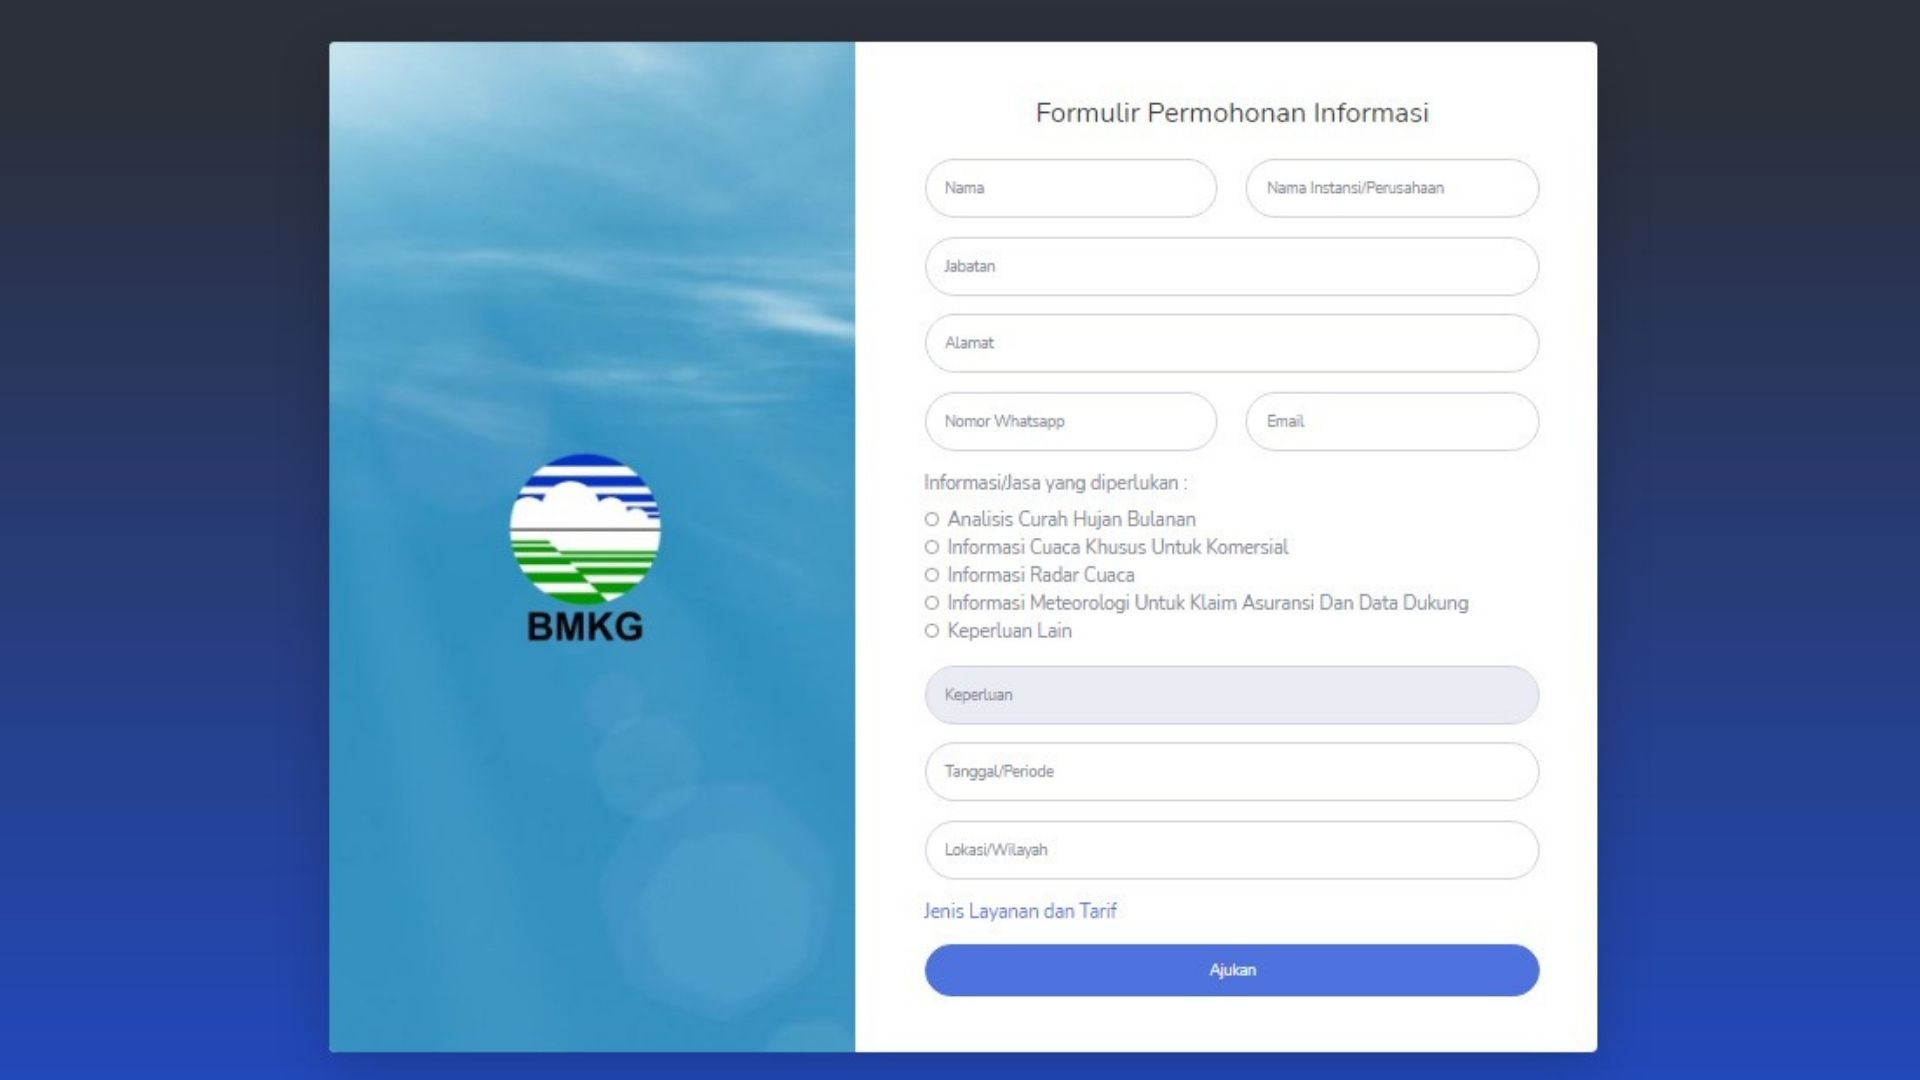 Formulir Permohonan Informasi
Nama
Nama Instansi/Perusahaan
Jabatan
Alamat
Nomor Whatsapp
Email
Informasi/Jasa yang diperlukan :
Analisis Curah Hujan Bulanan
Informasi Cuaca Khusus Untuk Komersial
Informasi Radar Cuaca
Informasi Meteorologi Untuk Klaim Asuransi Dan Data Dukung
Keperluan Lain
Keperluan
Tanggal/Periode
Lokasi/Wilayah
Jenis Layanan dan Tarif
Ajukan
BMKG